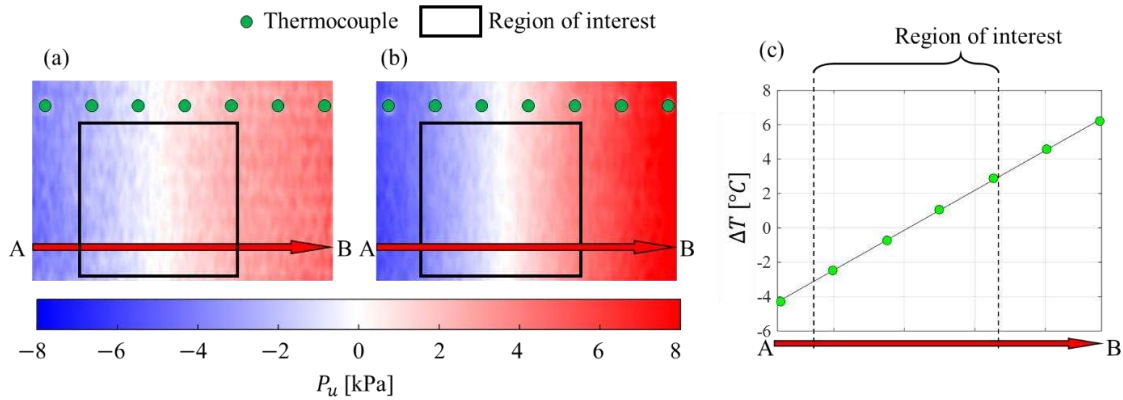 Thermocouple Region of interest
(a) (b) (c)
Region of interest
A B A B
−8 −6 −4 −2 0 2 4 6 8
P_u [kPa]
8
6
4
2
0
-2
-4
-6
ΔT [°C]
A B